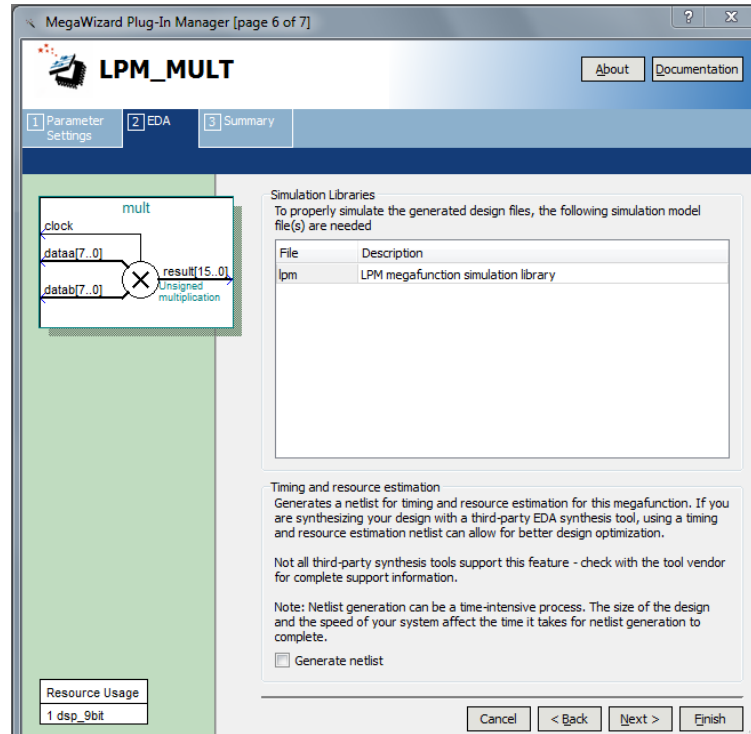 MegaWizard Plug-In Manager [page 6 of 7]
?
X
LPM_MULT
About
Documentation
1 Parameter Settings
2 EDA
3 Summary
mult
clock
dataa[7..0]
datab[7..0]
result[15..0]
Unsigned
multiplication
Simulation Libraries
To properly simulate the generated design files, the following simulation model
file(s) are needed
File Description
lpm LPM megafunction simulation library
Timing and resource estimation
Generates a netlist for timing and resource estimation for this megafunction. If you
are synthesizing your design with a third-party EDA synthesis tool, using a timing
and resource estimation netlist can allow for better design optimization.
Not all third-party synthesis tools support this feature - check with the tool vendor
for complete support information.
Note: Netlist generation can be a time-intensive process. The size of the design
and the speed of your system affect the time it takes for netlist generation to
complete.
Generate netlist
Resource Usage
1 dsp_9bit
Cancel
< Back
Next >
Finish